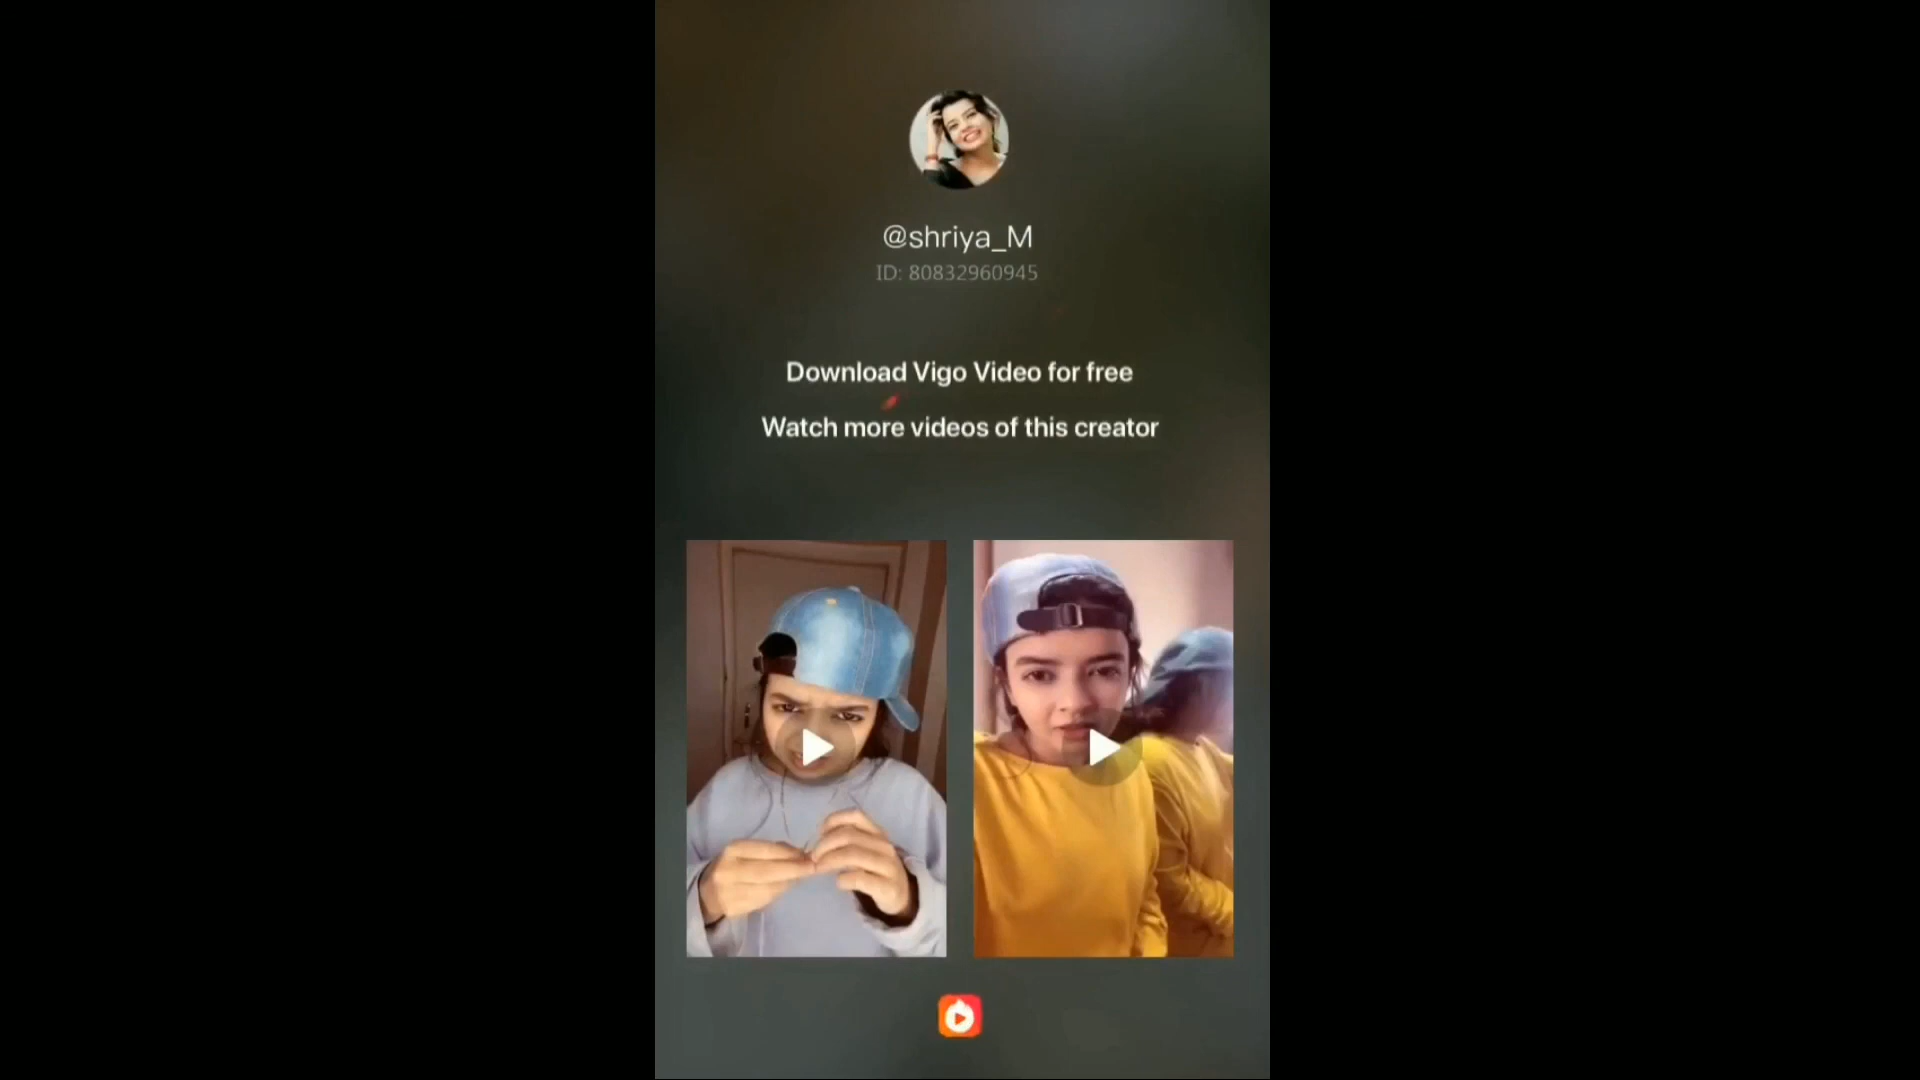 @shriya_M
ID: 80832960945
Download Vigo Video for free
Watch more videos of this creator